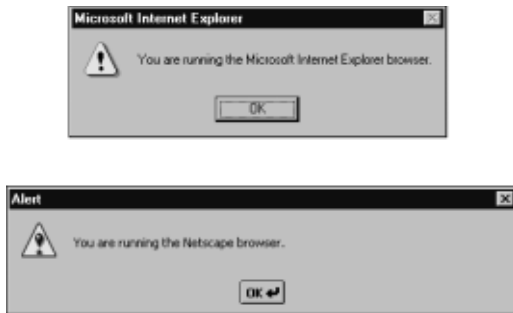 Microsoft Internet Explorer
You are running the Microsoft Internet Explorer browser.
OK
Alert
You are running the Netscape browser.
OK